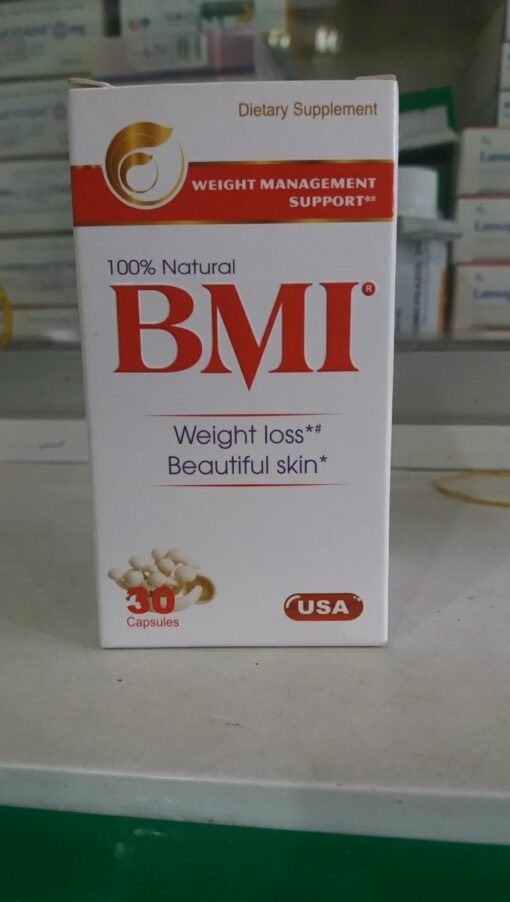 Dietary Supplement
WEIGHT MANAGEMENT
SUPPORT*#
100% Natural
BMI®
Weight loss*#
Beautiful skin*
30
Capsules
USA